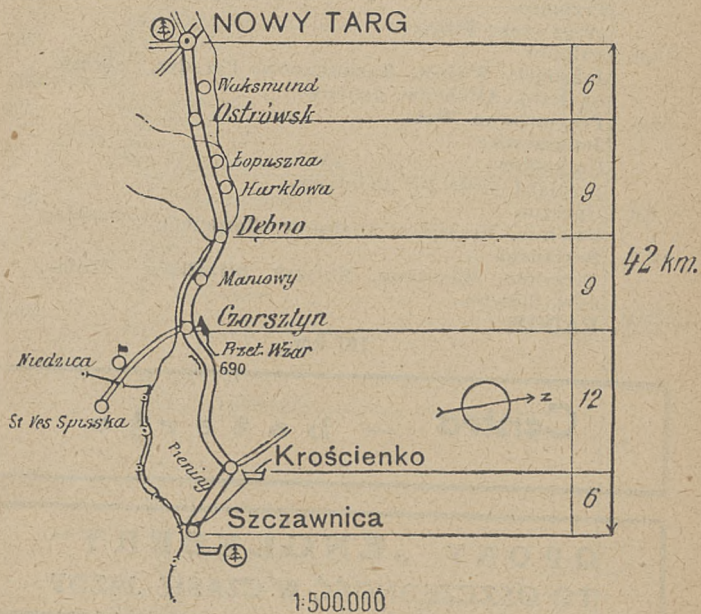 NOWY TARG
Waksmund
6
Ostrówsk
Łopuszna
Harklowa
9
Dębno
42 km.
Maniowy
9
Czorsztyn
Przeł. Wżar
690
Niedzica
St Ves Spisska
z
12
Pieniny
Krościenko
6
Szczawnica
1:500.000